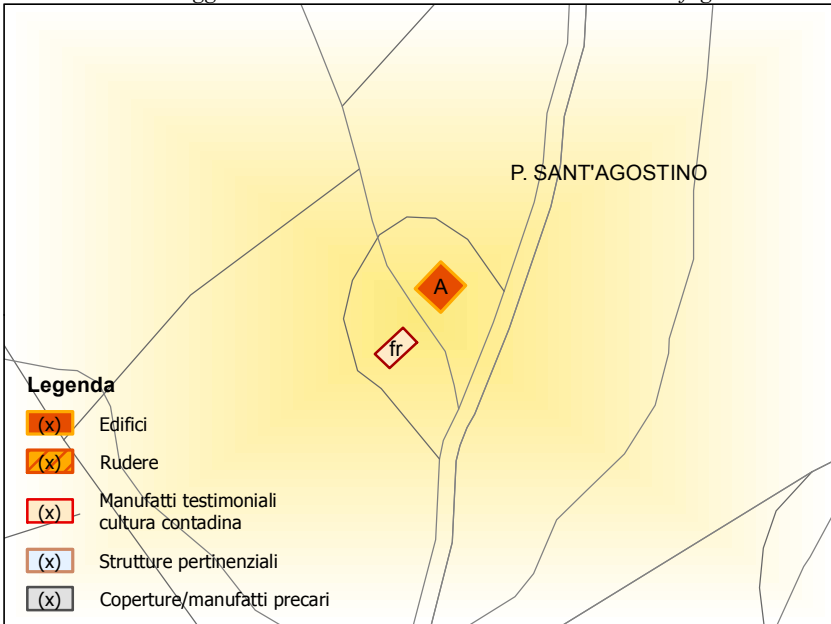 P. SANT'AGOSTINO
A
fr
Legenda
(x) Edifici
(x) Rudere
(x) Manufatti testimoniali
cultura contadina
(x) Strutture pertinenziali
(x) Coperture/manufatti precari